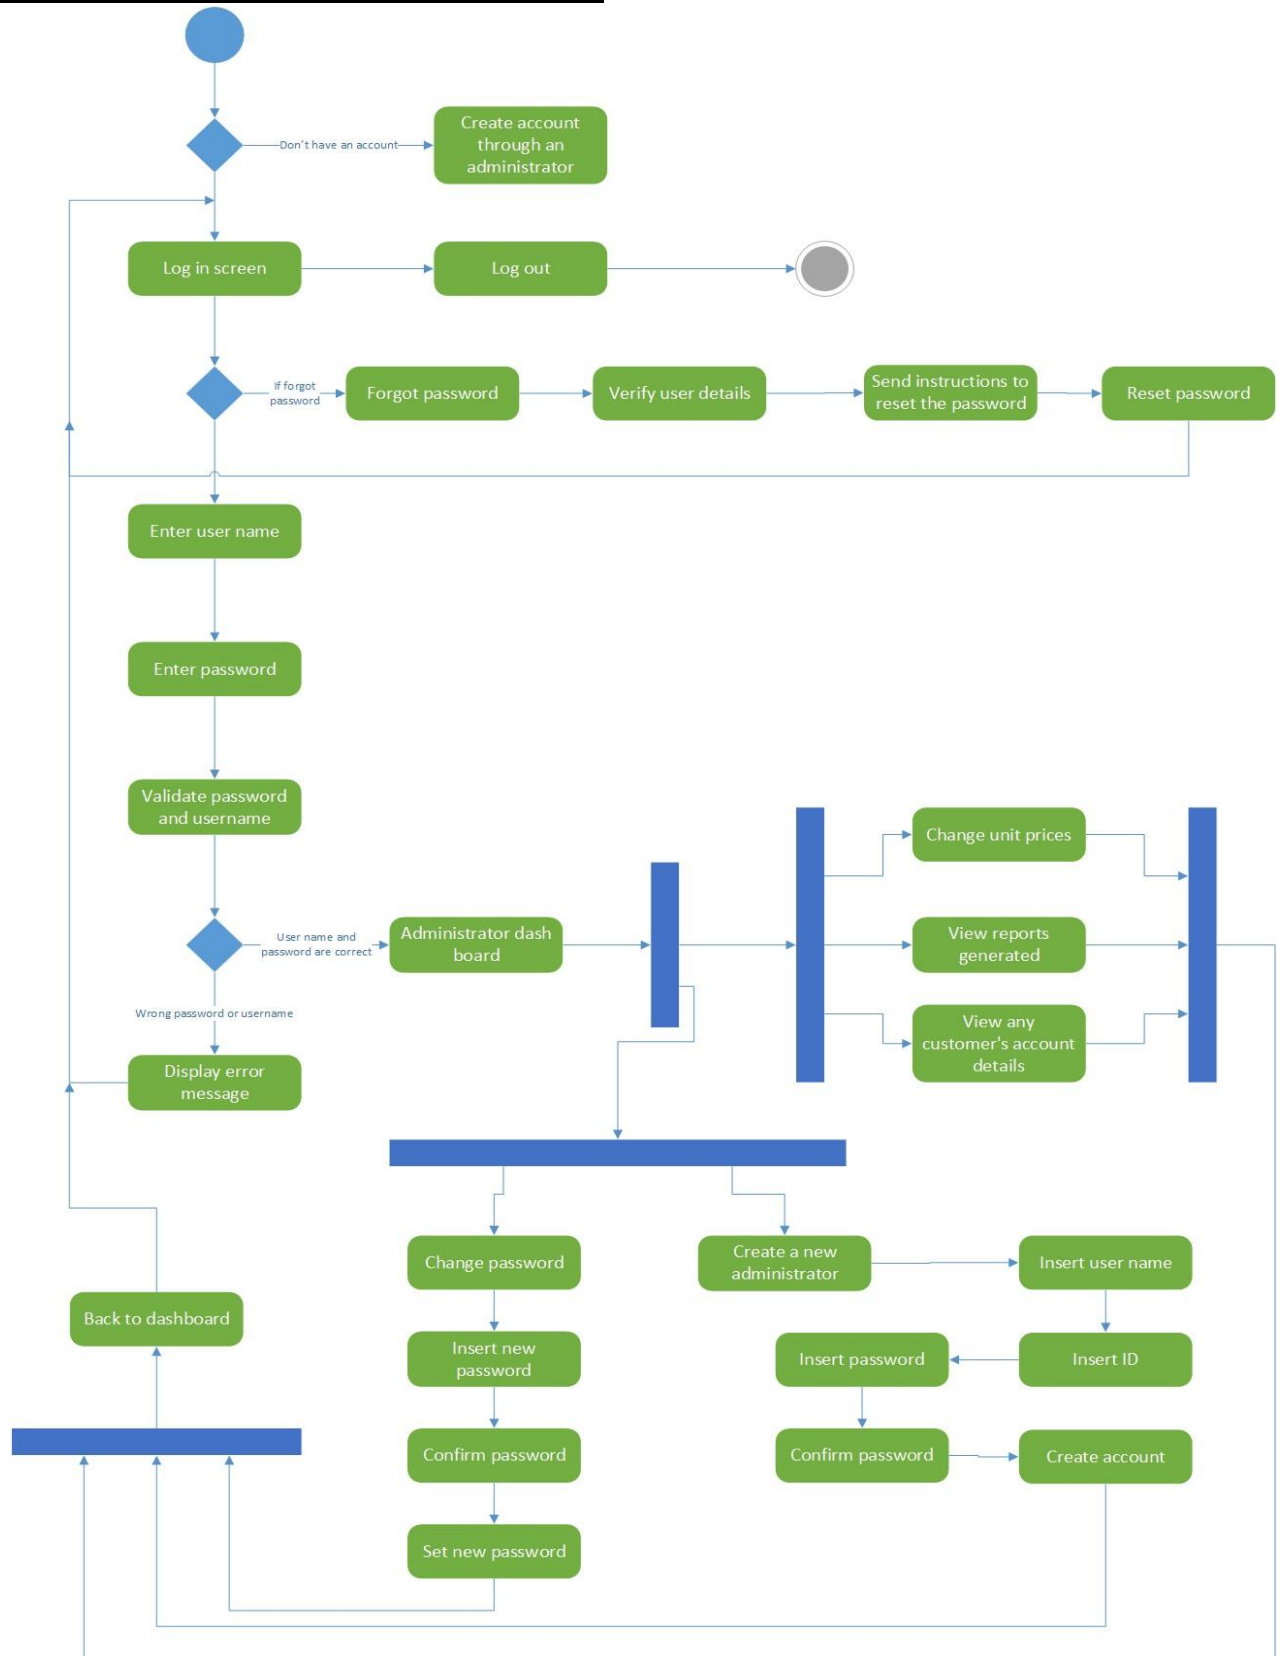 Create account
through an
administrator
Don't have an account
Log in screen
Log out
If forgot
password
Forgot password
Verify user details
Send instructions to
reset the password
Reset password
Enter user name
Enter password
Validate password
and username
Change unit prices
User name and
password are correct
Administrator dash
board
View reports
generated
Wrong password or username
View any
customer's account
details
Display error
message
Change password
Create a new
administrator
Insert user name
Back to dashboard
Insert new
password
Insert password
Insert ID
Confirm password
Confirm password
Create account
Set new password